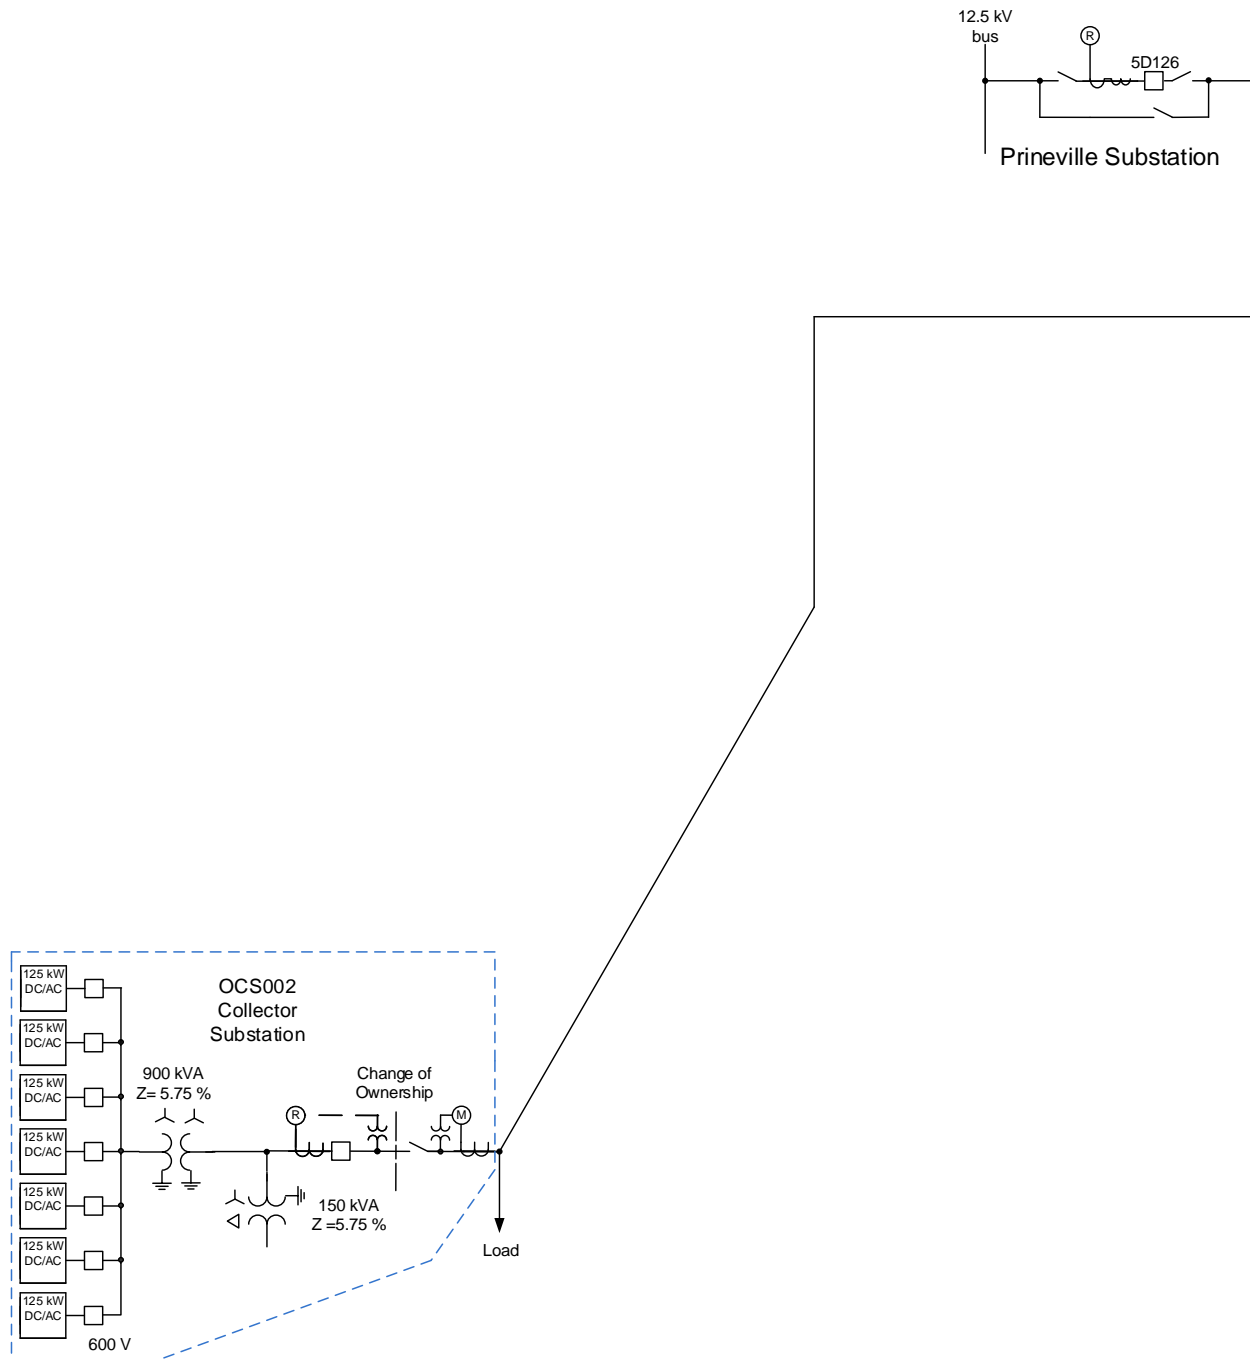 12.5 kV
bus
R
5D126
Prineville Substation
125 kW
DC/AC
125 kW
DC/AC
125 kW
DC/AC
125 kW
DC/AC
125 kW
DC/AC
125 kW
DC/AC
125 kW
DC/AC
600 V
OCS002
Collector
Substation
900 kVA
Z= 5.75 %
R
Change of
Ownership
M
150 kVA
Z =5.75 %
Load